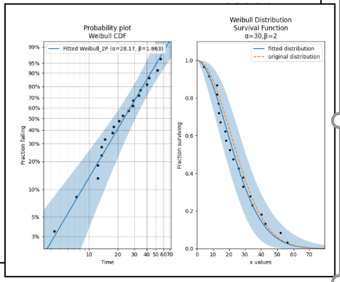 Probability plot
Weibull CDF
Fitted Weibull_2P (α=28.17, β=1.863)
99%
95%
90%
80%
70%
60%
50%
40%
30%
20%
10%
5%
3%
Fraction failing
10 20 30 40 50 60 70
Time
Weibull Distribution
Survival Function
α=30,β=2
fitted distribution
original distribution
1.0
0.8
0.6
0.4
0.2
0.0
Fraction surviving
0 10 20 30 40 50 60 70
x values